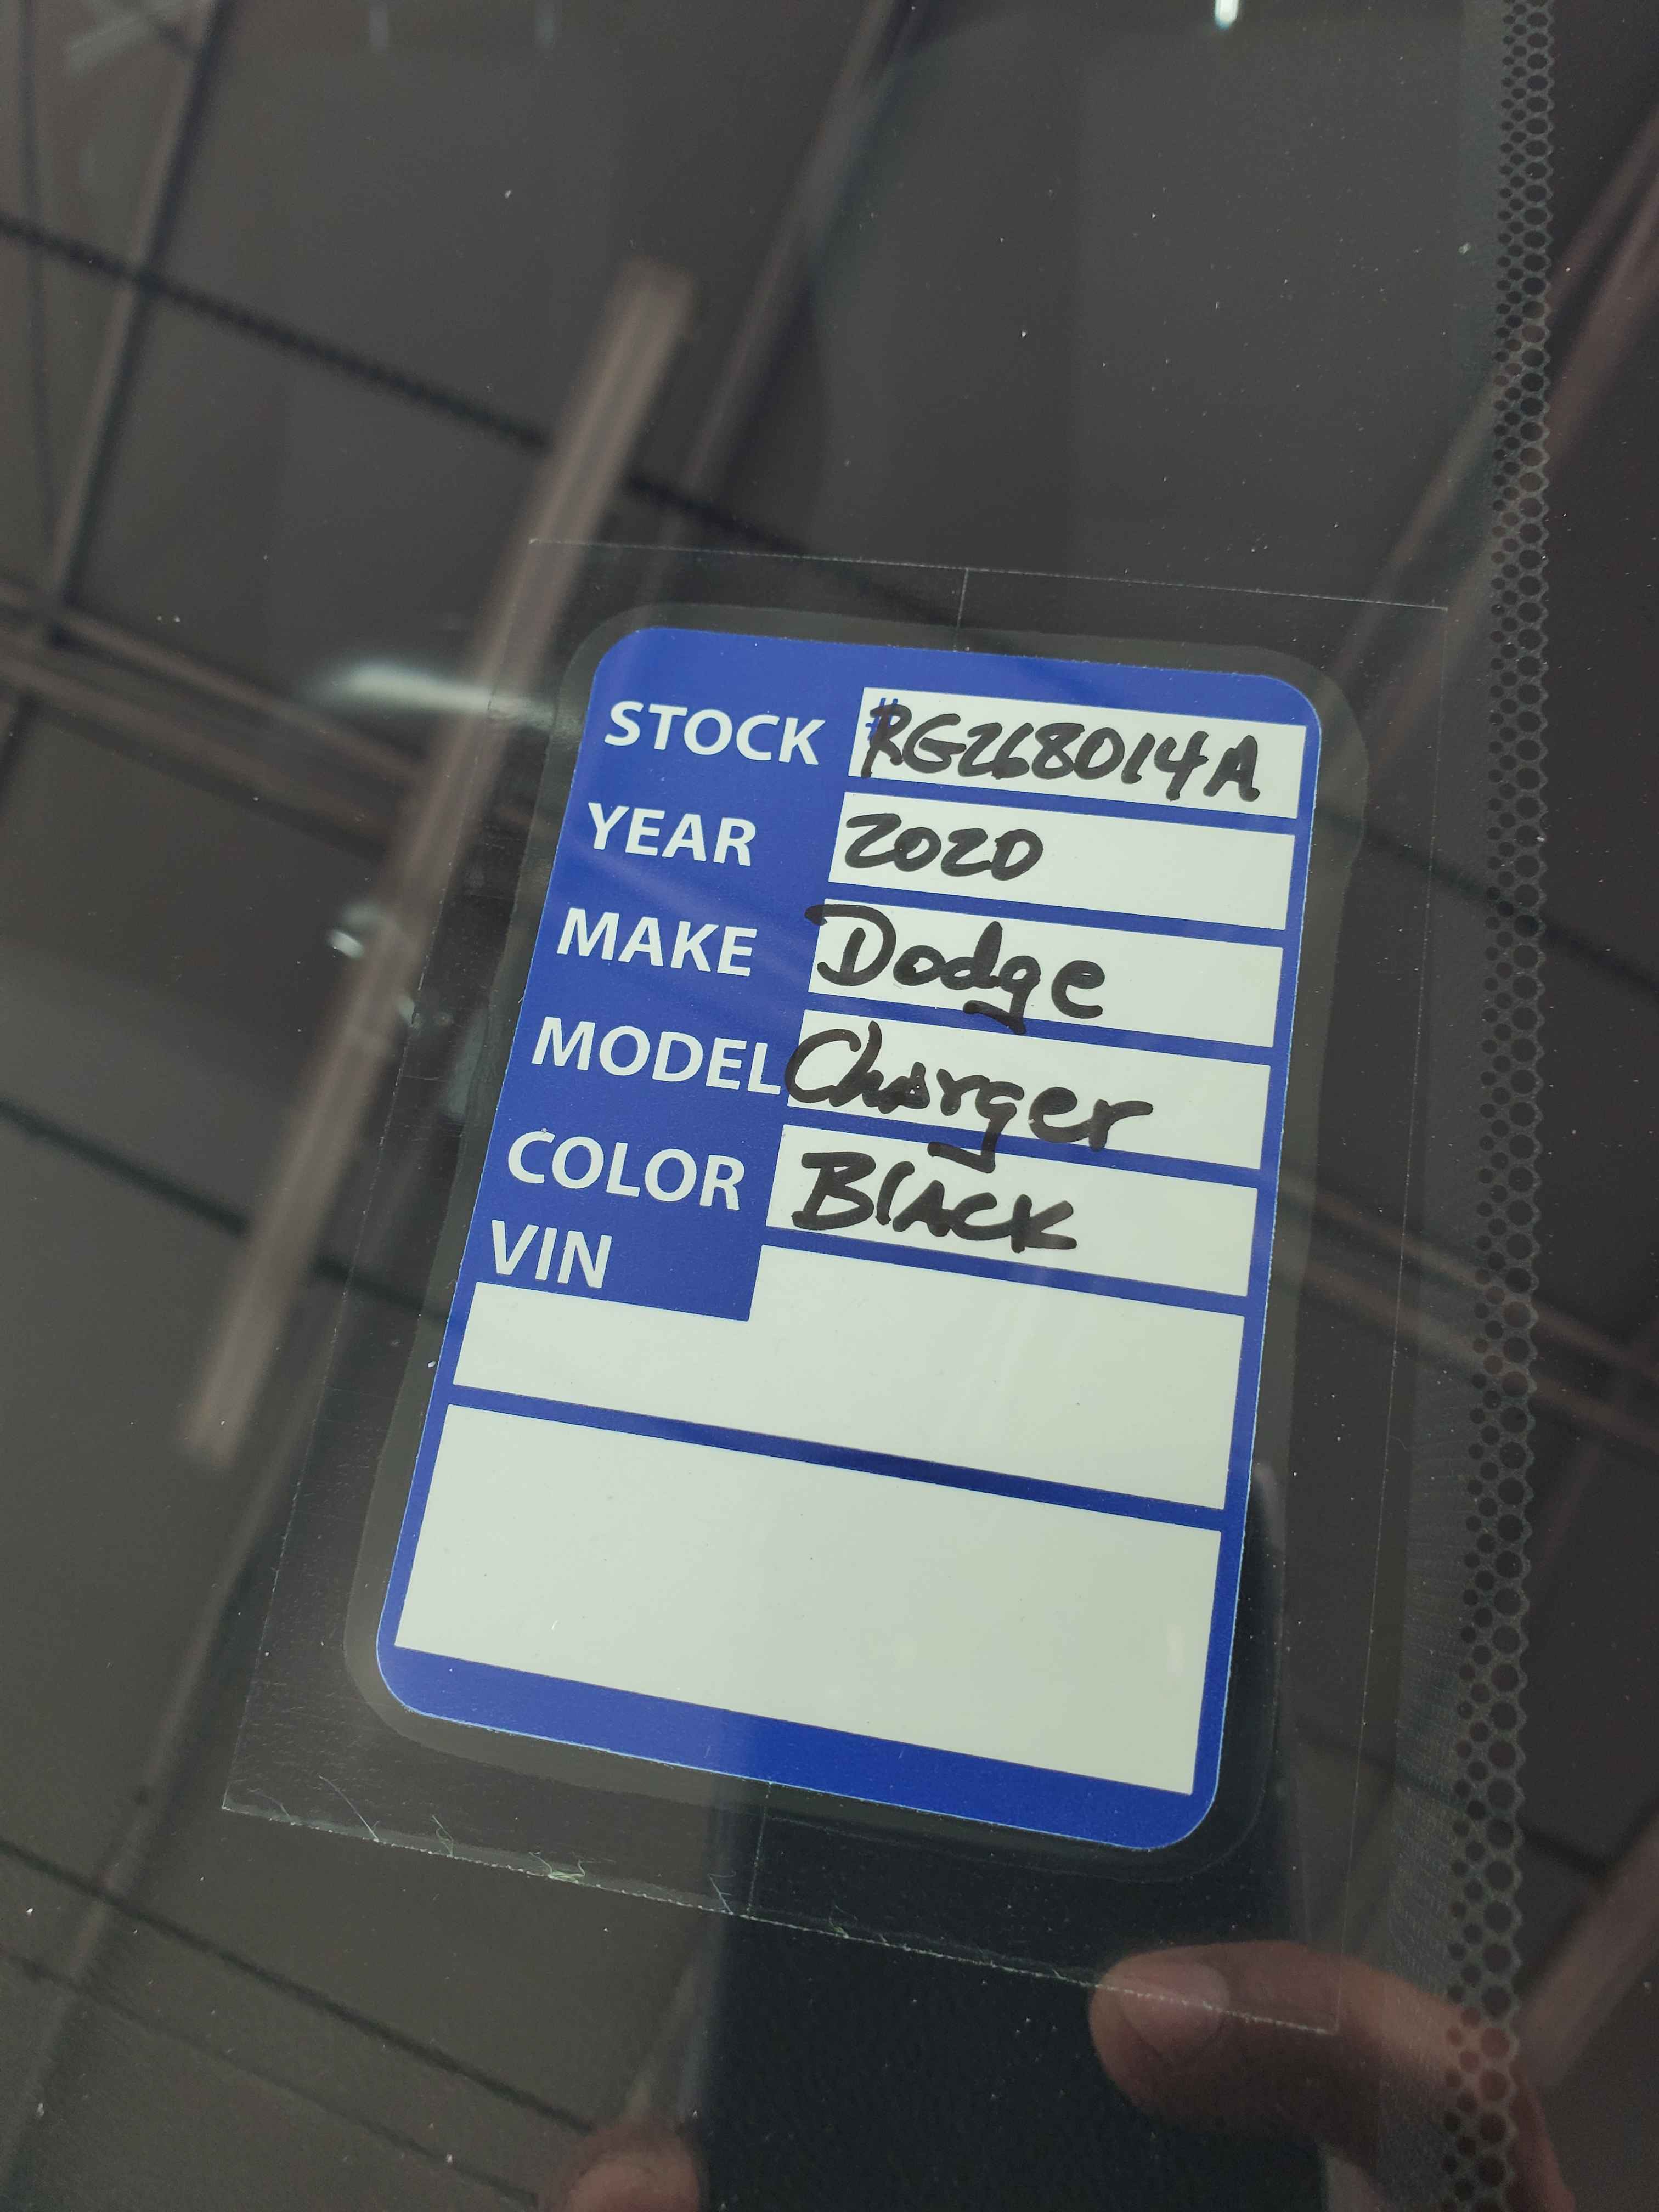 STOCK #RG268014A
YEAR 2020
MAKE Dodge
MODEL Charger
COLOR BlACK
VIN